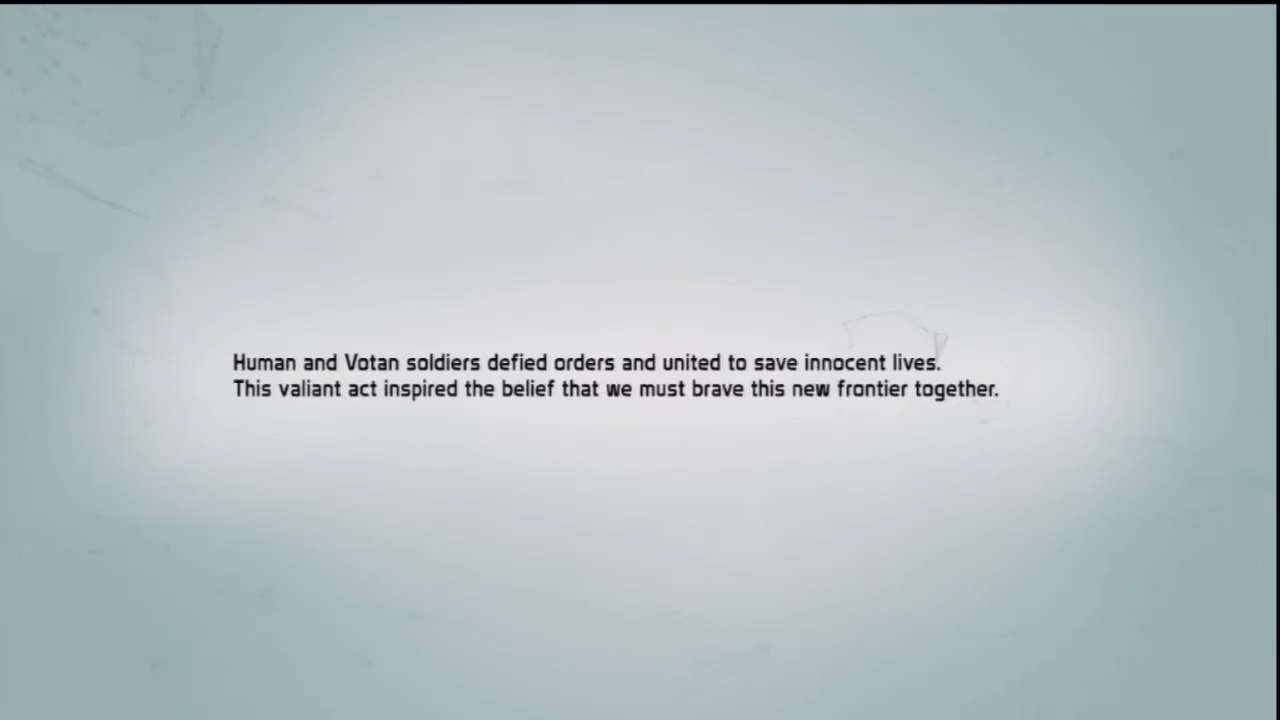 Human and Votan soldiers defied orders and united to save innocent lives.
This valiant act inspired the belief that we must brave this new frontier together.